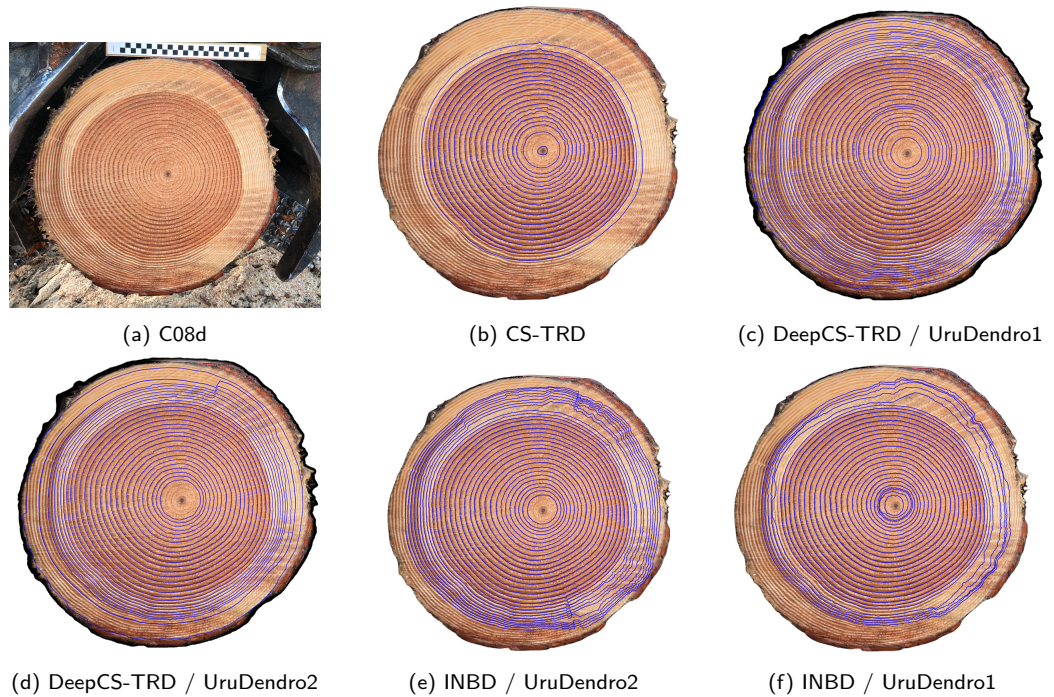 (a) C08d
(b) CS-TRD
(c) DeepCS-TRD / UruDendro1
(d) DeepCS-TRD / UruDendro2
(e) INBD / UruDendro2
(f) INBD / UruDendro1